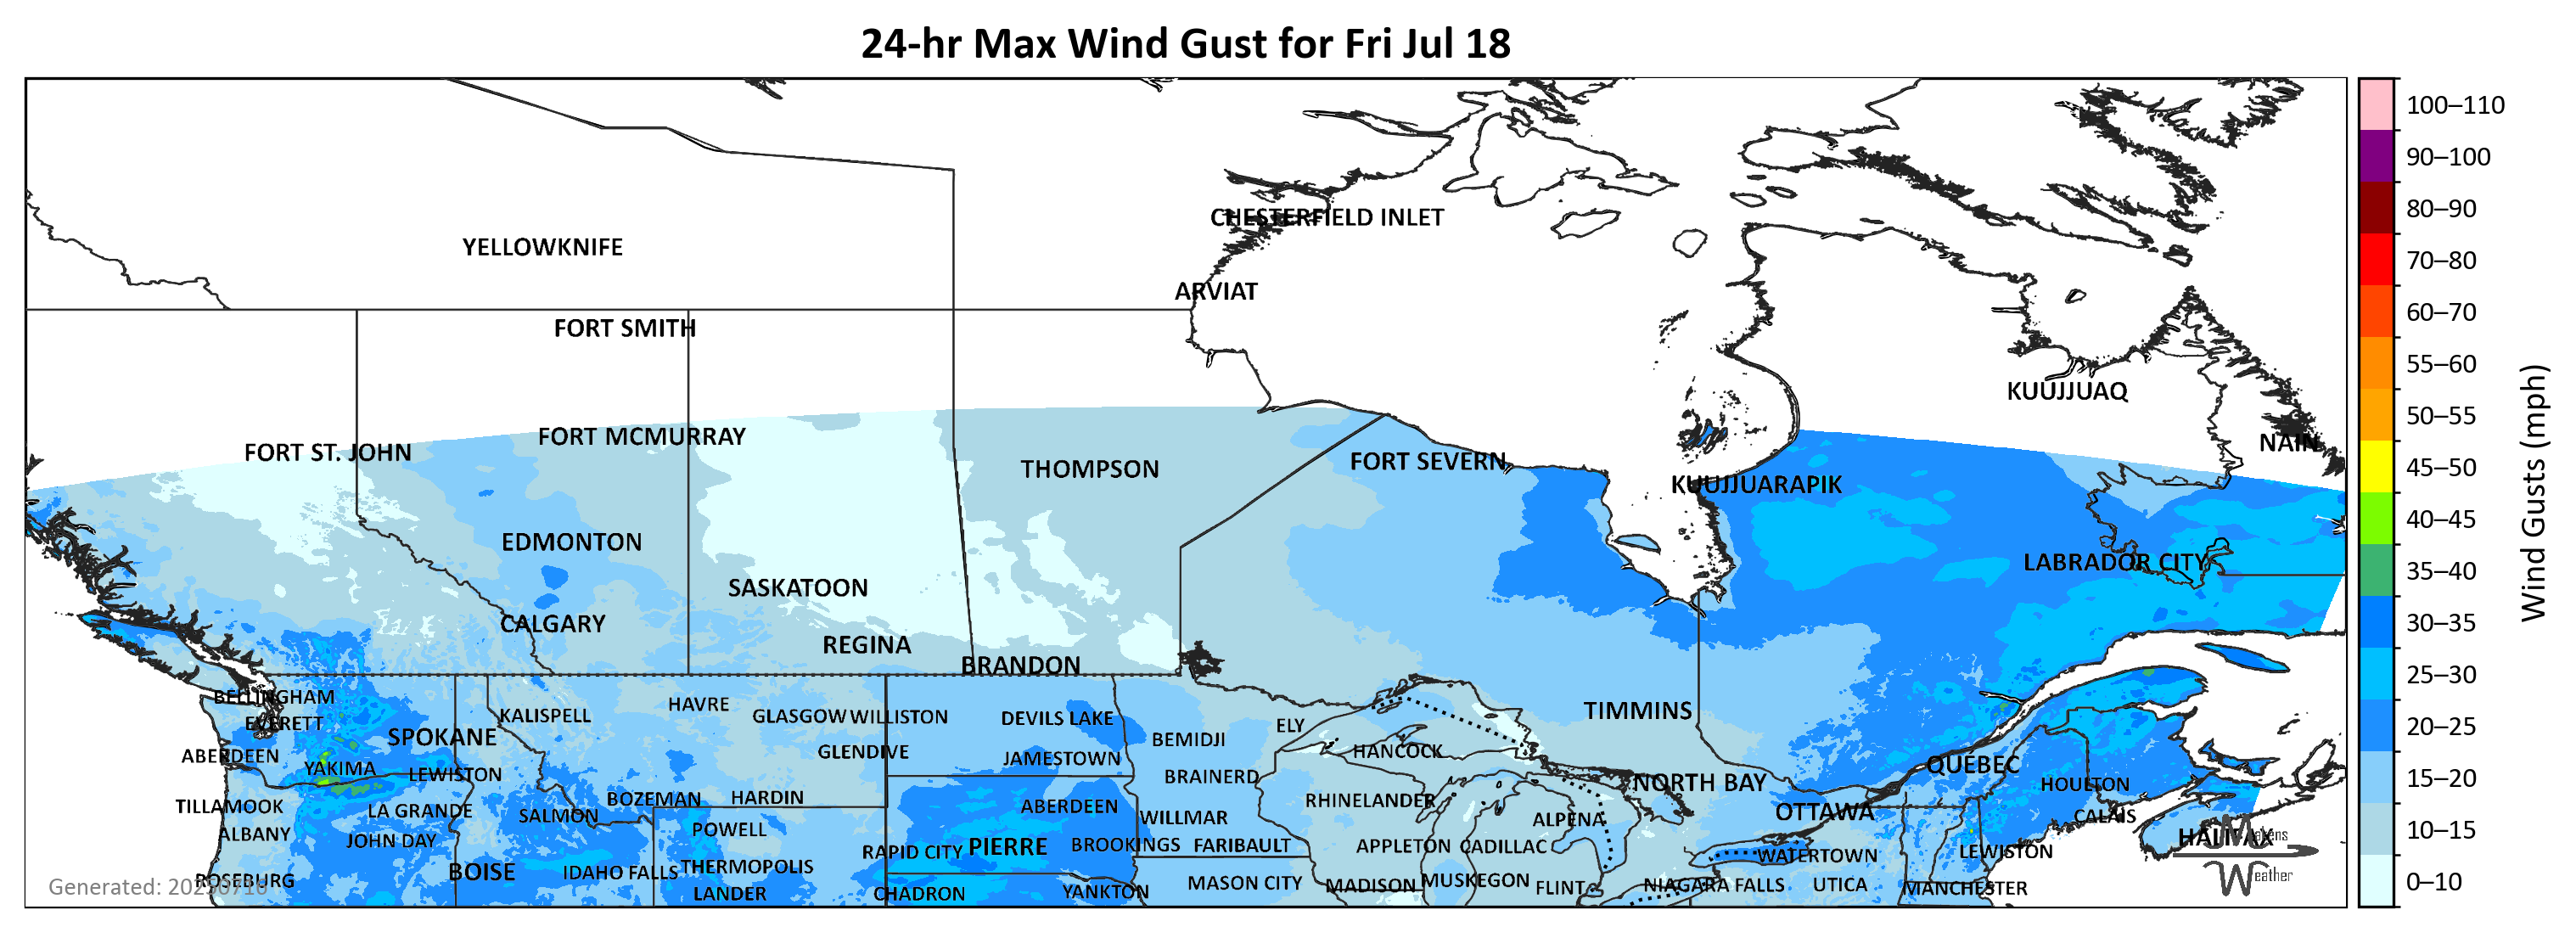 24-hr Max Wind Gust for Fri Jul 18
100–110
90–100
80–90
70–80
60–70
55–60
50–55
45–50
40–45
35–40
30–35
25–30
20–25
15–20
10–15
0–10
Wind Gusts (mph)
CHESTERFIELD INLET
YELLOWKNIFE
ARVIAT
FORT SMITH
KUUJJUAQ
FORT MCMURRAY
NAIN
FORT ST. JOHN
FORT SEVERN
THOMPSON
KUUJJUARAPIK
EDMONTON
LABRADOR CITY
SASKATOON
CALGARY
REGINA
BRANDON
BELLINGHAM
HAVRE
TIMMINS
KALISPELL
GLASGOW
WILLISTON
DEVILS LAKE
EVERETT
ELY
SPOKANE
BEMIDJI
HANCOCK
ABERDEEN
GLENDIVE
JAMESTOWN
QUEBEC
YAKIMA
LEWISTON
BRAINERD
NORTH BAY
HOULTON
BOZEMAN
HARDIN
RHINELANDER
TILLAMOOK
LA GRANDE
ABERDEEN
OTTAWA
SALMON
WILLMAR
ALPENA
CALAIS
ALBANY
POWELL
JOHN DAY
HALIFAX
BROOKINGS
FARIBAULT
APPLETON
CADILLAC
PIERRE
RAPID CITY
WATERTOWN
LEWISTON
BOISE
IDAHO FALLS
THERMOPOLIS
ROSEBURG
MASON CITY
MADISON
MUSKEGON
FLINT
NIAGARA FALLS
UTICA
MANCHESTER
LANDER
CHADRON
YANKTON
Generated: 20250716
Weather